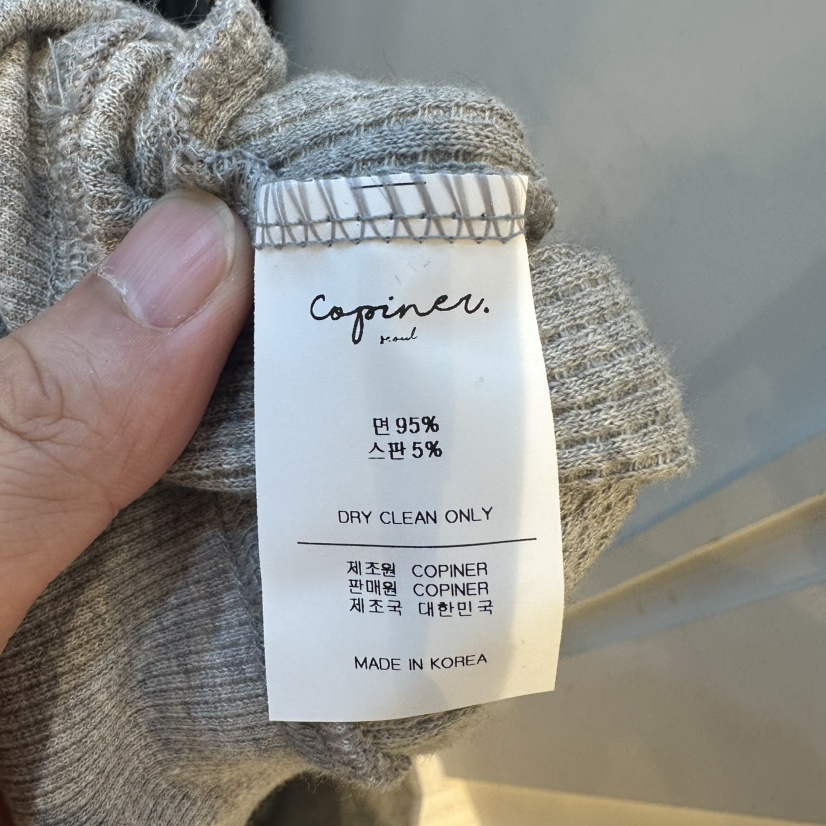 Copiner.
seoul
면 95%
스판 5%
DRY CLEAN ONLY
제조원 COPINER
판매원 COPINER
제조국 대한민국
MADE IN KOREA